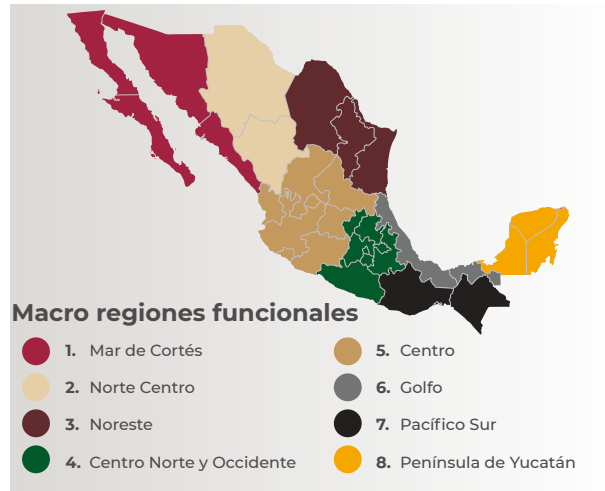 Macro regiones funcionales
1. Mar de Cortés
2. Norte Centro
3. Noreste
4. Centro Norte y Occidente
5. Centro
6. Golfo
7. Pacífico Sur
8. Península de Yucatán